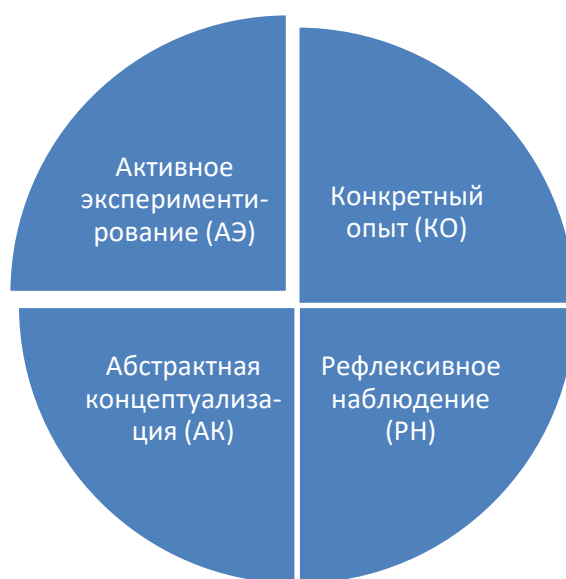 Активное
эксперименти-
рование (АЭ)
Конкретный
опыт (КО)
Абстрактная
концептуализа-
ция (АК)
Рефлексивное
наблюдение
(РН)